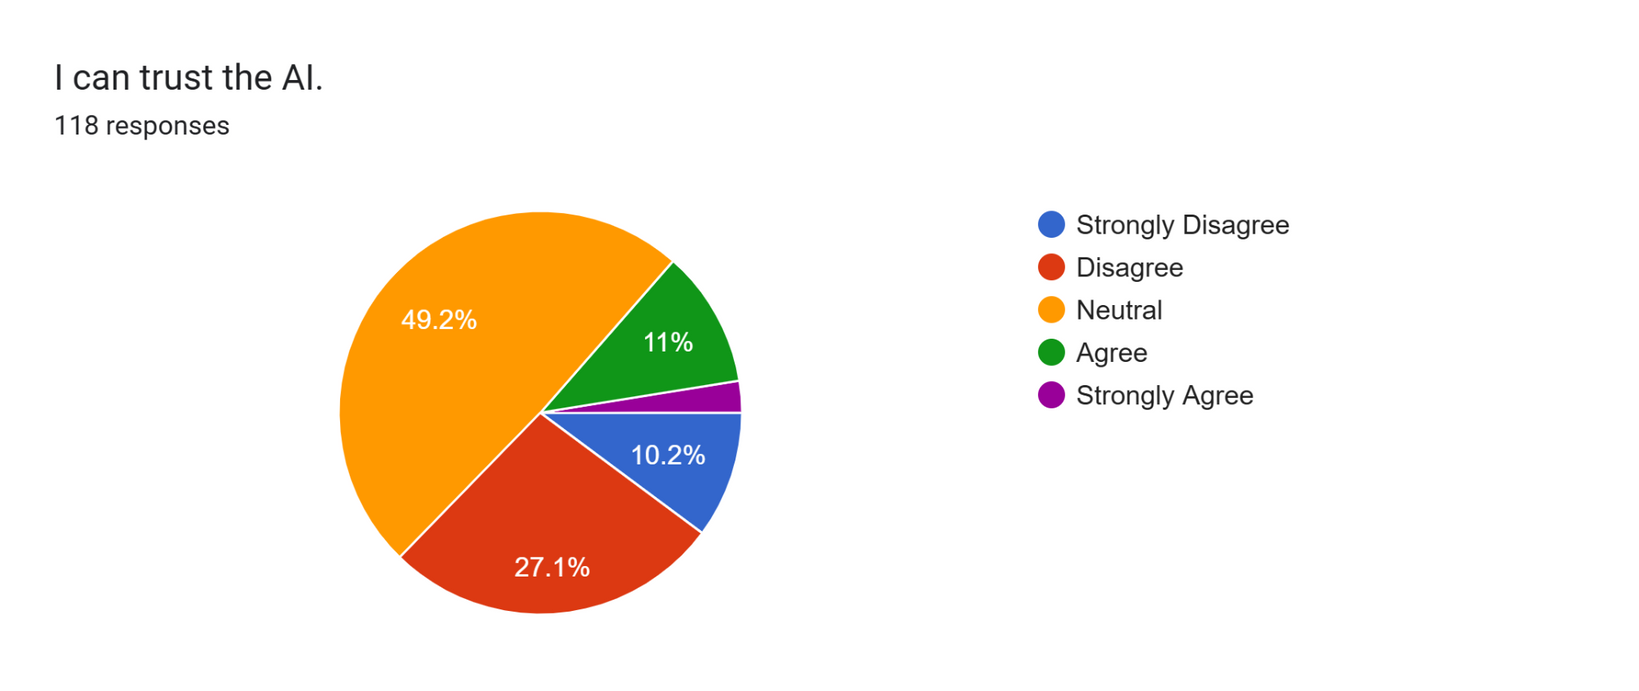 I can trust the AI.
118 responses
49.2%
11%
10.2%
27.1%
Strongly Disagree
Disagree
Neutral
Agree
Strongly Agree